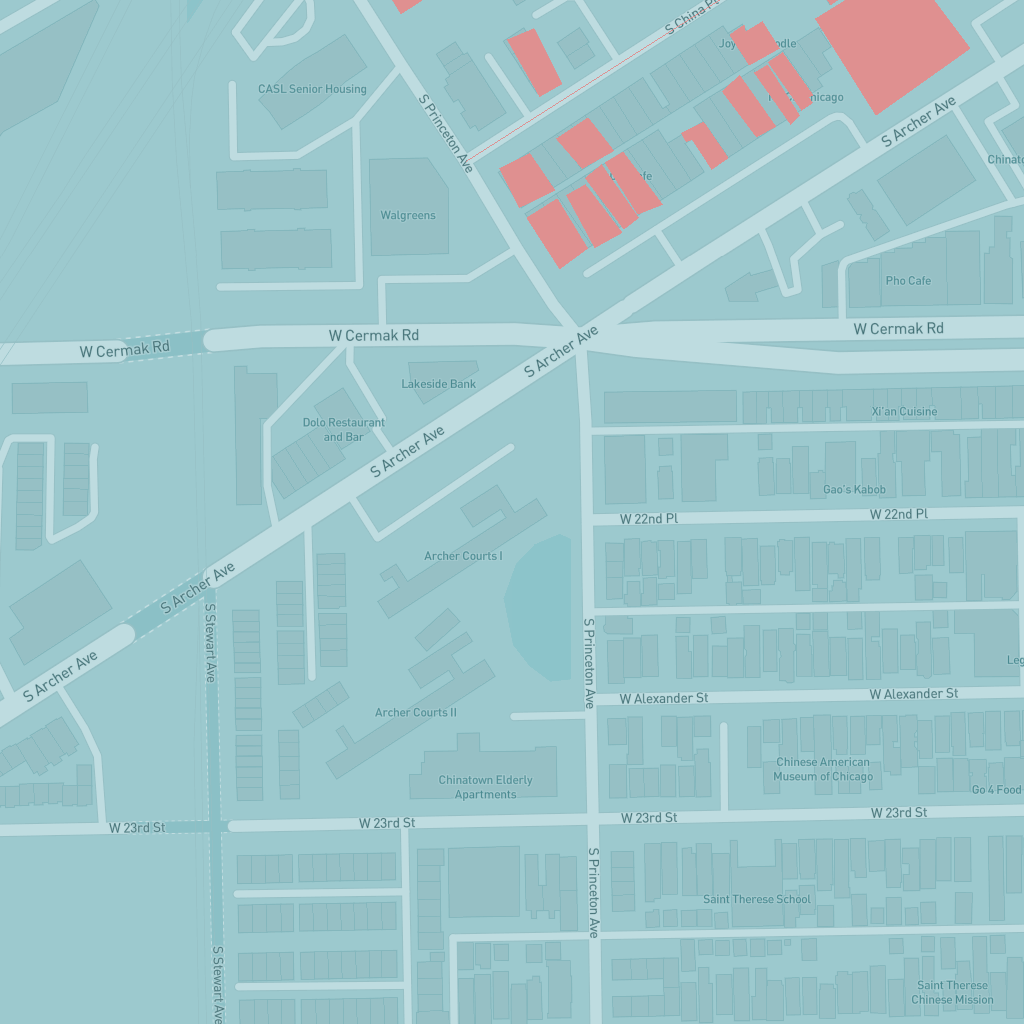 S China Pl
Joy
odle
CASL Senior Housing
S Princeton Ave
icago
S Archer Ave
Walgreens
Pho Cafe
W Cermak Rd
W Cermak Rd
W Cermak Rd
S Archer Ave
Lakeside Bank
Xi'an Cuisine
Dolo Restaurant
and Bar
S Archer Ave
Gao's Kabob
W 22nd Pl
W 22nd Pl
Archer Courts I
S Archer Ave
S Stewart Ave
S Princeton Ave
S Archer Ave
Leg
W Alexander St
W Alexander St
Archer Courts II
Chinese American
Museum of Chicago
Chinatown Elderly
Apartments
Go 4 Food
W 23rd St
W 23rd St
W 23rd St
W 23rd St
S Princeton Ave
Saint Therese School
S Stewart Ave
Saint Therese
Chinese Mission